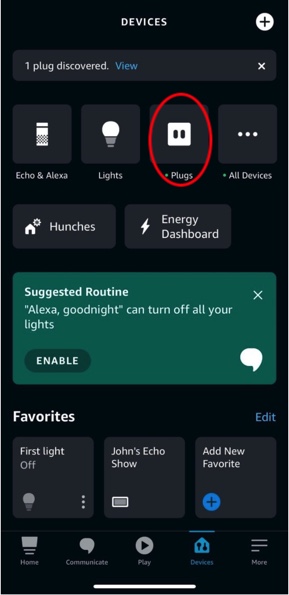 DEVICES
1 plug discovered. View
Echo & Alexa
Lights
Plugs
All Devices
Hunches
Energy
Dashboard
Suggested Routine
"Alexa, goodnight" can turn off all your
lights
ENABLE
Favorites
Edit
First light
Off
John's Echo
Show
Add New
Favorite
Home
Communicate
Play
Devices
More